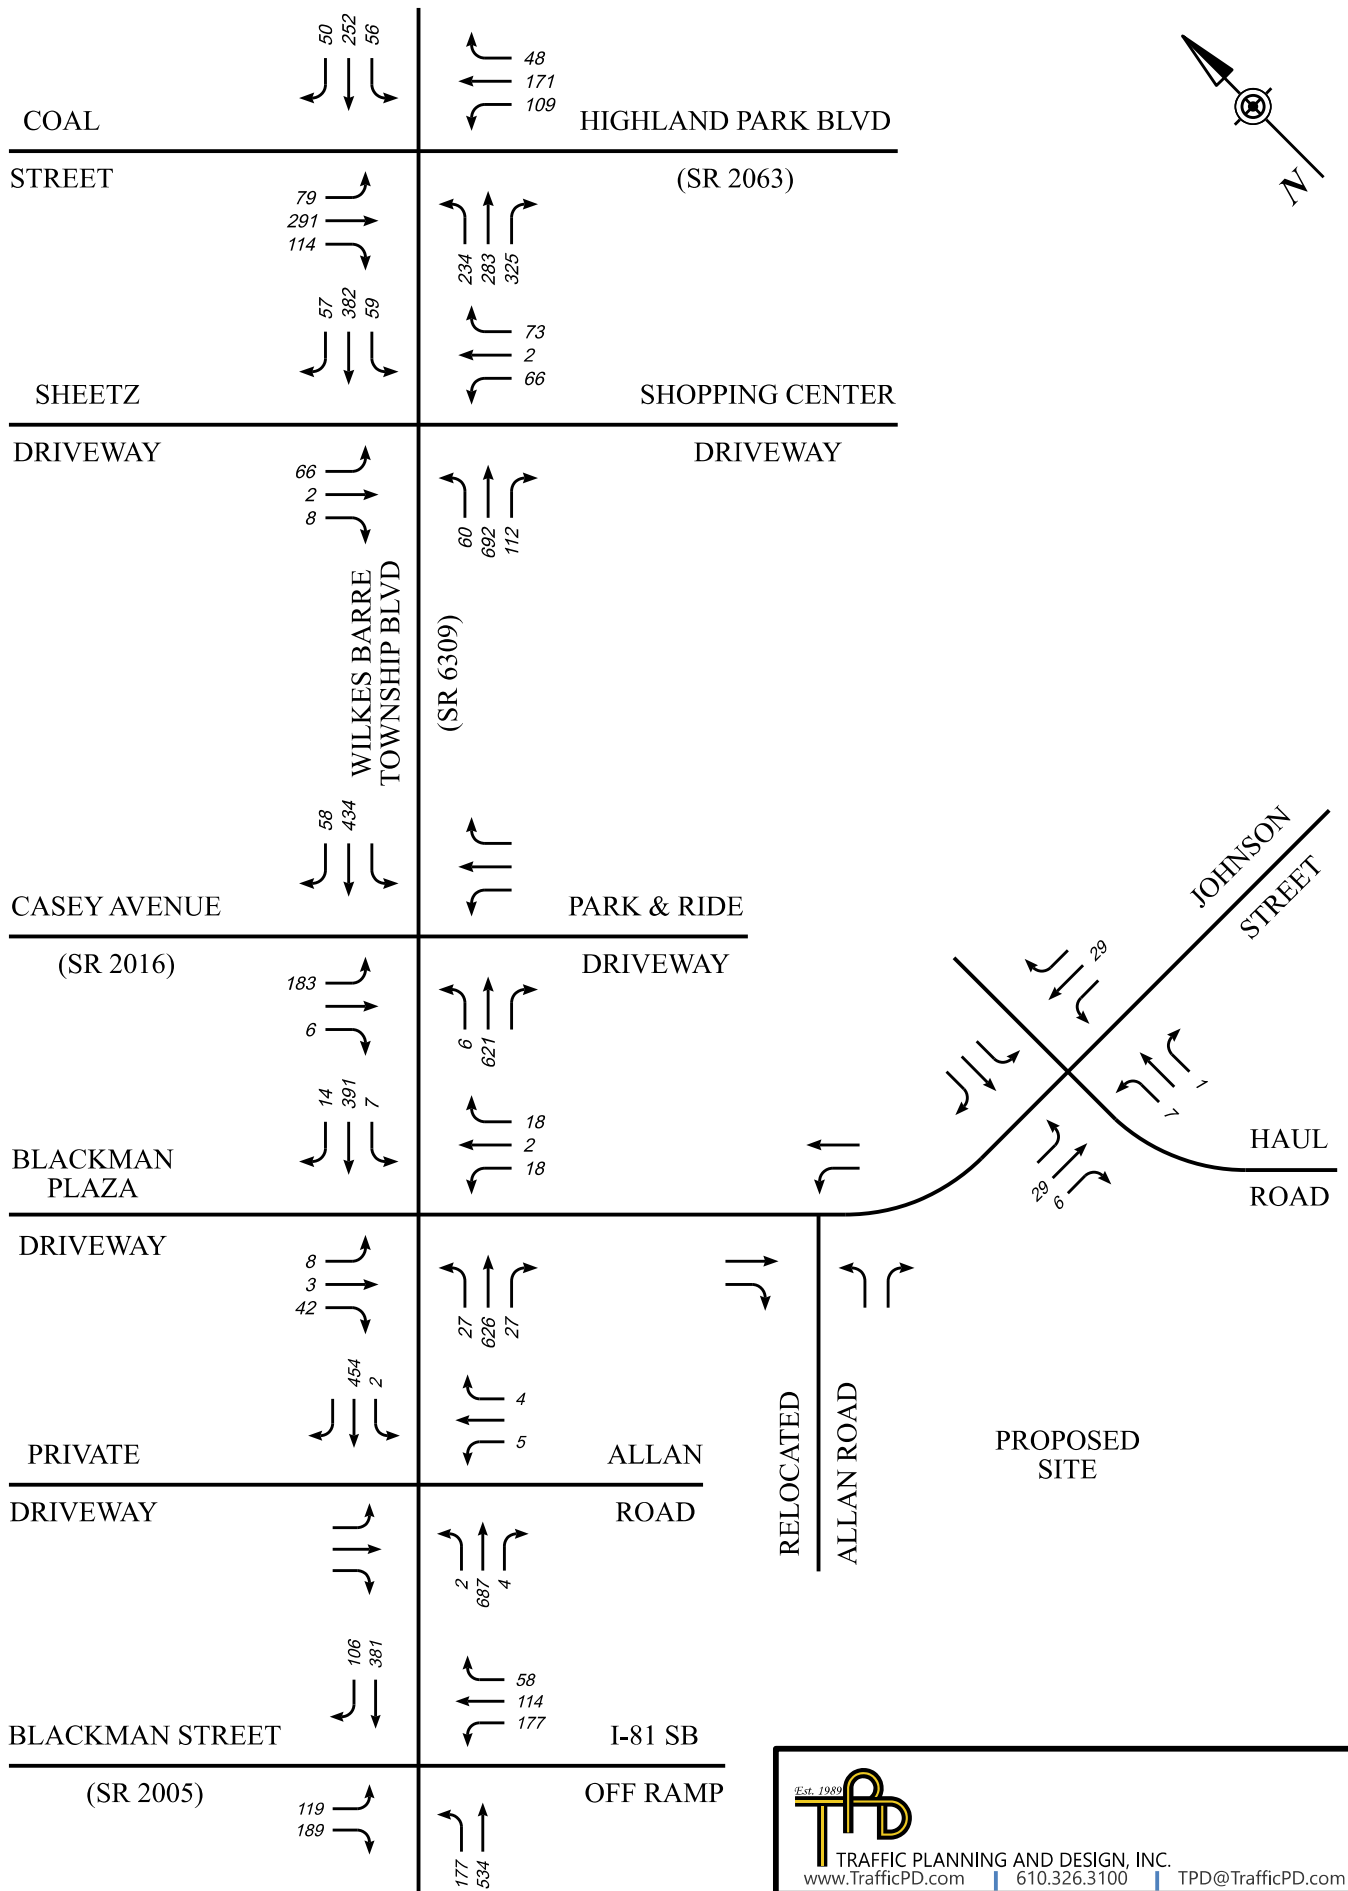 50 252 56
48
171
109
COAL
HIGHLAND PARK BLVD
STREET
(SR 2063)
79
291
114
234 283 325
57 382 59
73
2
66
SHEETZ
SHOPPING CENTER
DRIVEWAY
DRIVEWAY
66
2
8
60 692 112
WILKES BARRE
TOWNSHIP BLVD
(SR 6309)
N
58 434
CASEY AVENUE
PARK & RIDE
(SR 2016)
DRIVEWAY
183
6
6 621
14 391 7
18
2
18
BLACKMAN
PLAZA
DRIVEWAY
8
3
42
27 626 27
JOHNSON
STREET
29
1
7
29
6
HAUL
ROAD
454 2
4
5
PRIVATE
ALLAN
DRIVEWAY
ROAD
2 687 4
RELOCATED
ALLAN ROAD
PROPOSED
SITE
106 381
58
114
177
BLACKMAN STREET
I-81 SB
(SR 2005)
OFF RAMP
119
189
177 534
Est. 1989
TPD
TRAFFIC PLANNING AND DESIGN, INC.
www.TrafficPD.com | 610.326.3100 | TPD@TrafficPD.com